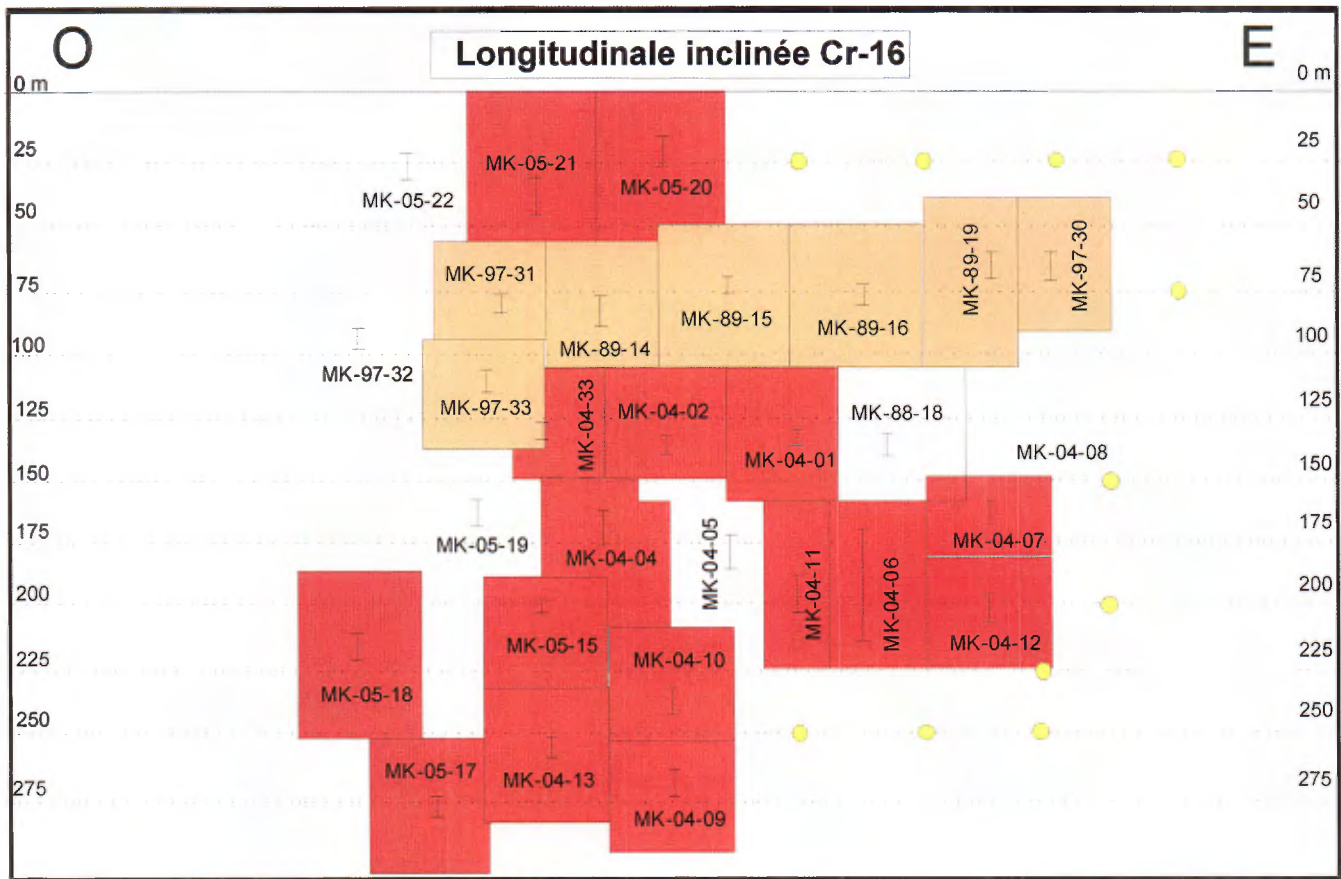 O
Longitudinale inclinée Cr-16
E
0 m
0 m
25
MK-05-21
25
MK-05-20
MK-05-22
50
50
MK-97-31
MK-89-19
MK-97-30
75
75
MK-89-15
MK-89-16
100
MK-89-14
100
MK-97-32
MK-97-33
MK-04-33
MK-04-02
MK-88-18
125
125
MK-04-01
MK-04-08
150
150
175
MK-05-19
MK-04-04
MK-04-05
MK-04-11
MK-04-06
MK-04-07
175
200
200
MK-05-15
MK-04-10
MK-04-12
225
225
MK-05-18
250
250
MK-05-17
MK-04-13
275
275
MK-04-09